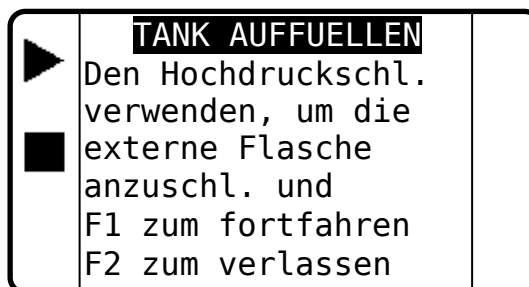 TANK AUFFUELLEN
Den Hochdruckschl.
verwenden, um die
externe Flasche
anzuschl. und
F1 zum fortfahren
F2 zum verlassen